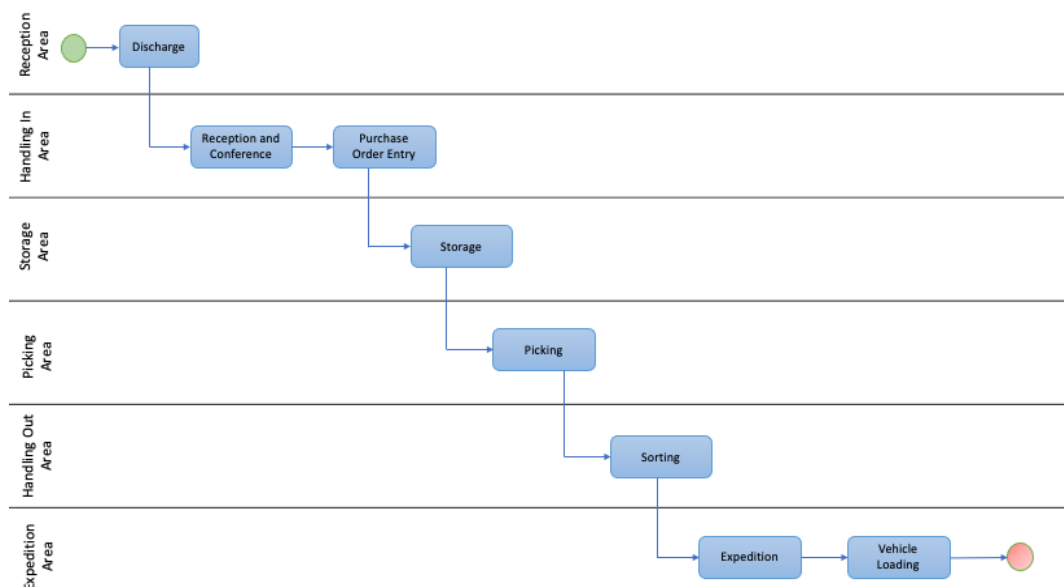 Reception
Area
Discharge
Handling In
Area
Reception and
Conference
Purchase
Order Entry
Storage
Area
Storage
Picking
Area
Picking
Handling Out
Area
Sorting
Expedition
Area
Expedition
Vehicle
Loading